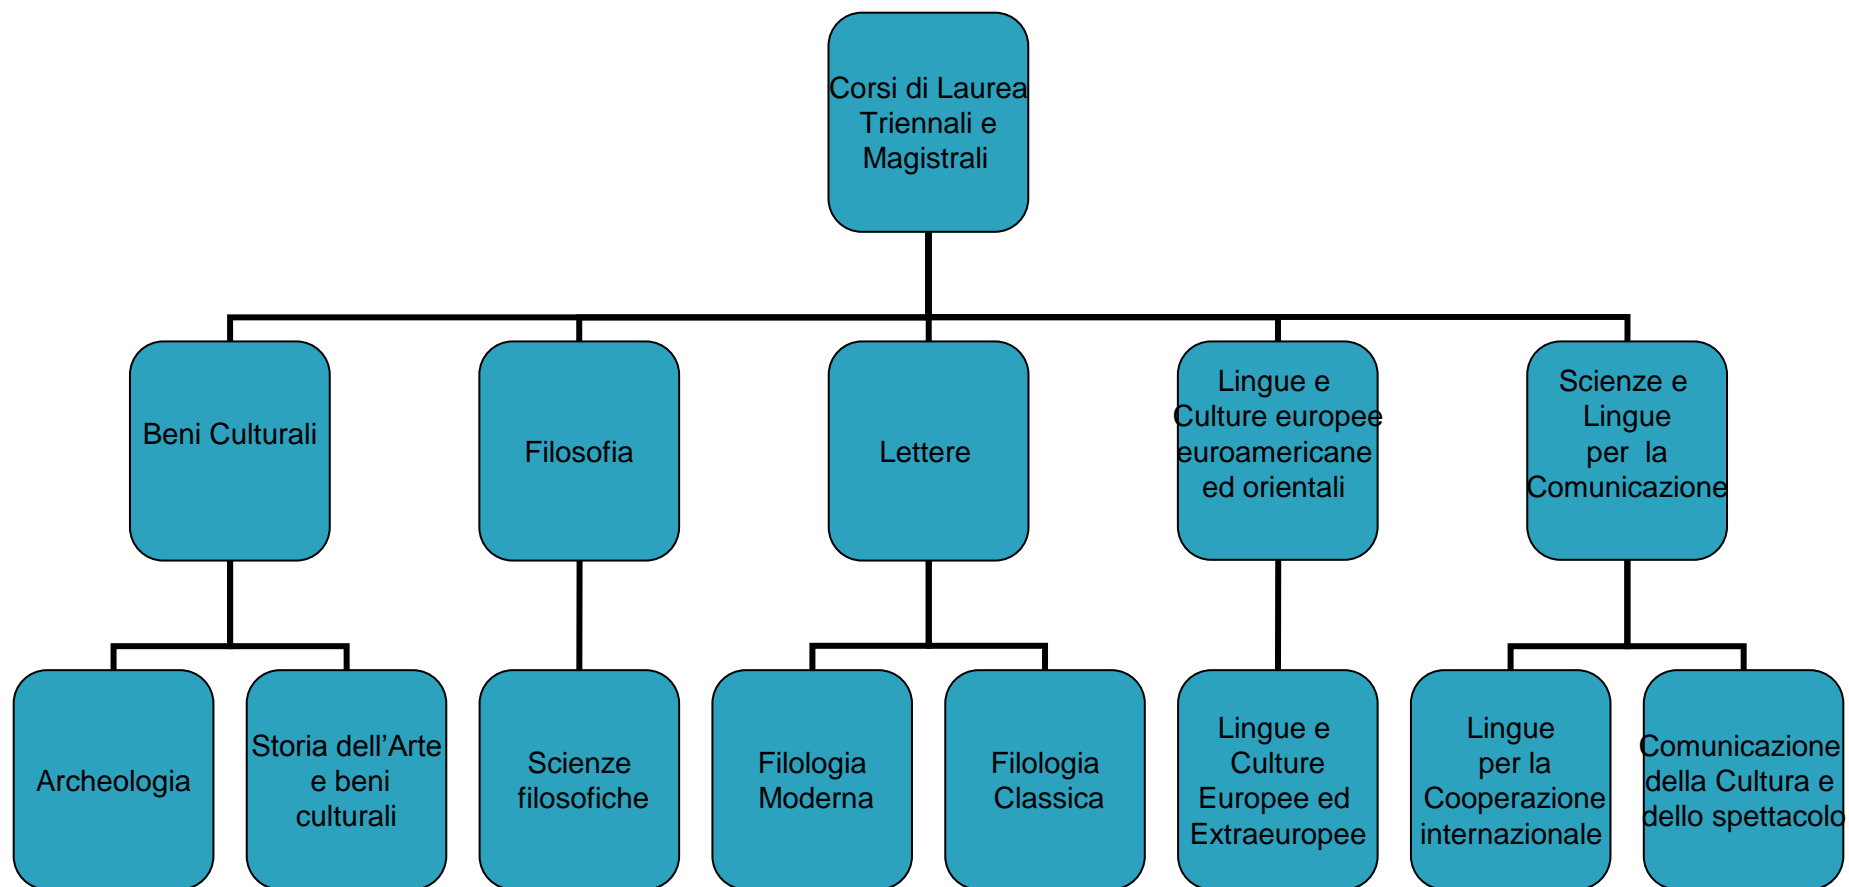 Corsi di Laurea
Triennali e
Magistrali
Beni Culturali
Filosofia
Lettere
Lingue e
Culture europee
euroamericane
ed orientali
Scienze e
Lingue
per la
Comunicazione
Archeologia
Storia dell’Arte
e beni
culturali
Scienze
filosofiche
Filologia
Moderna
Filologia
Classica
Lingue e
Culture
Europee ed
Extraeuropee
Lingue
per la
Cooperazione
internazionale
Comunicazione
della Cultura e
dello spettacolo